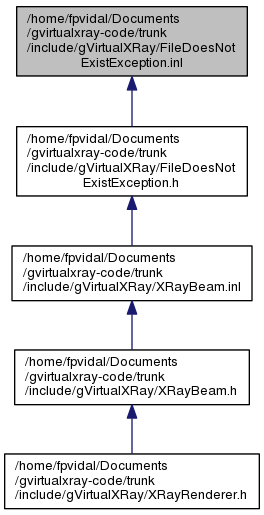 /home/fpvidal/Documents
/gvirtualxray-code/trunk
/include/gVirtualXRay/FileDoesNot
ExistException.inl
/home/fpvidal/Documents
/gvirtualxray-code/trunk
/include/gVirtualXRay/FileDoesNot
ExistException.h
/home/fpvidal/Documents
/gvirtualxray-code/trunk
/include/gVirtualXRay/XRayBeam.inl
/home/fpvidal/Documents
/gvirtualxray-code/trunk
/include/gVirtualXRay/XRayBeam.h
/home/fpvidal/Documents
/gvirtualxray-code/trunk
/include/gVirtualXRay/XRayRenderer.h